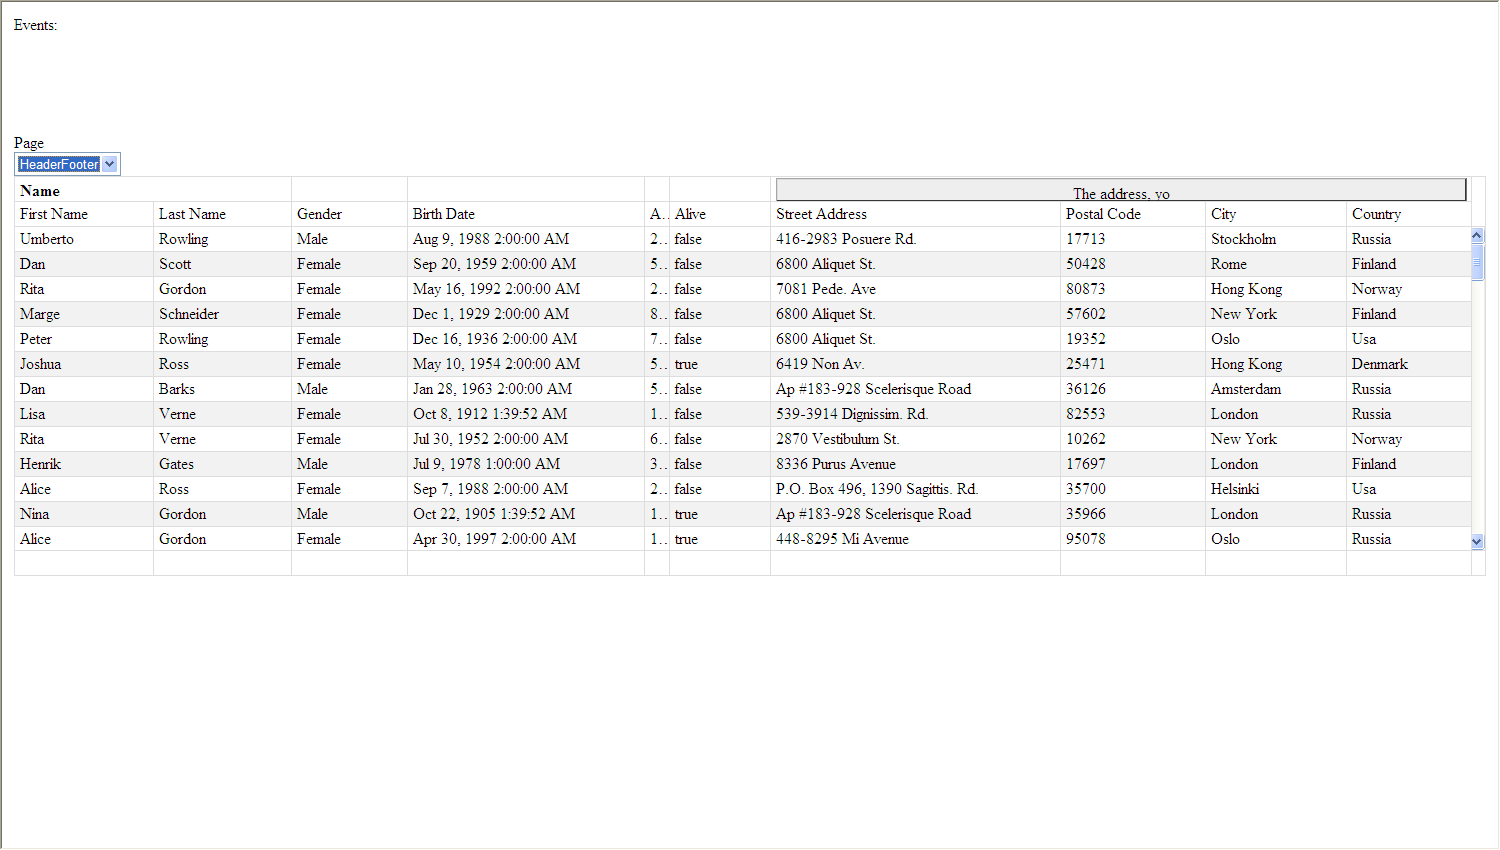 Events:
Page
HeaderFooter
Name The address, yo
First Name Last Name Gender Birth Date A.. Alive Street Address Postal Code City Country
Umberto Rowling Male Aug 9, 1988 2:00:00 AM 2.. false 416-2983 Posuere Rd. 17713 Stockholm Russia
Dan Scott Female Sep 20, 1959 2:00:00 AM 5.. false 6800 Aliquet St. 50428 Rome Finland
Rita Gordon Female May 16, 1992 2:00:00 AM 2.. false 7081 Pede. Ave 80873 Hong Kong Norway
Marge Schneider Female Dec 1, 1929 2:00:00 AM 8.. false 6800 Aliquet St. 57602 New York Finland
Peter Rowling Female Dec 16, 1936 2:00:00 AM 7.. false 6800 Aliquet St. 19352 Oslo Usa
Joshua Ross Female May 10, 1954 2:00:00 AM 5.. true 6419 Non Av. 25471 Hong Kong Denmark
Dan Barks Male Jan 28, 1963 2:00:00 AM 5.. false Ap #183-928 Scelerisque Road 36126 Amsterdam Russia
Lisa Verne Female Oct 8, 1912 1:39:52 AM 1.. false 539-3914 Dignissim. Rd. 82553 London Russia
Rita Verne Female Jul 30, 1952 2:00:00 AM 6.. false 2870 Vestibulum St. 10262 New York Norway
Henrik Gates Male Jul 9, 1978 1:00:00 AM 3.. false 8336 Purus Avenue 17697 London Finland
Alice Ross Female Sep 7, 1988 2:00:00 AM 2.. false P.O. Box 496, 1390 Sagittis. Rd. 35700 Helsinki Usa
Nina Gordon Male Oct 22, 1905 1:39:52 AM 1.. true Ap #183-928 Scelerisque Road 35966 London Russia
Alice Gordon Female Apr 30, 1997 2:00:00 AM 1.. true 448-8295 Mi Avenue 95078 Oslo Russia